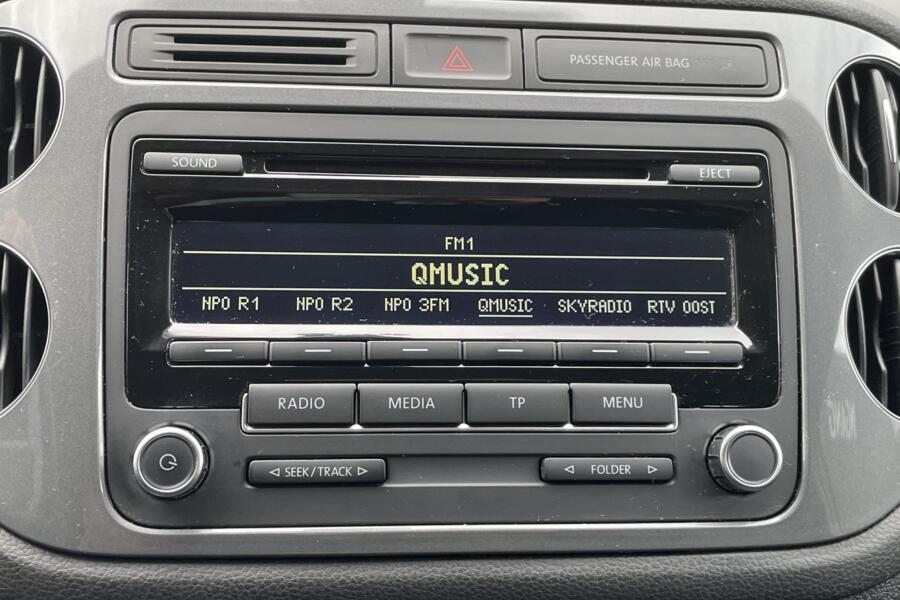 PASSENGER AIR BAG
SOUND
EJECT
FM1
QMUSIC
NPO R1 NPO R2 NPO 3FM QMUSIC SKYRADIO RTV OOST
RADIO MEDIA TP MENU
SEEK/TRACK FOLDER